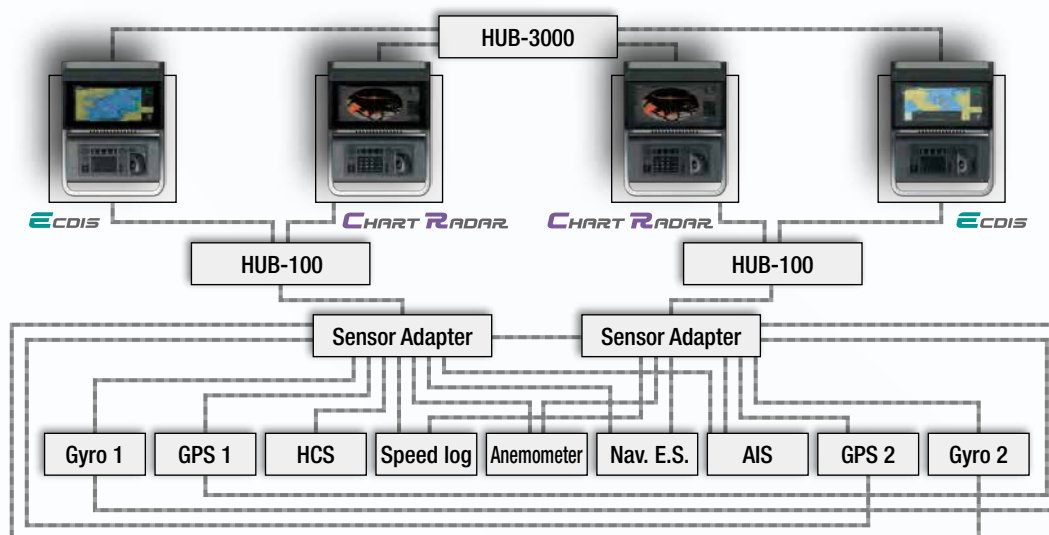 HUB-3000
ECDIS CHART RADAR CHART RADAR ECDIS
HUB-100 HUB-100
Sensor Adapter Sensor Adapter
Gyro 1 GPS 1 HCS Speed log Anemometer Nav. E.S. AIS GPS 2 Gyro 2